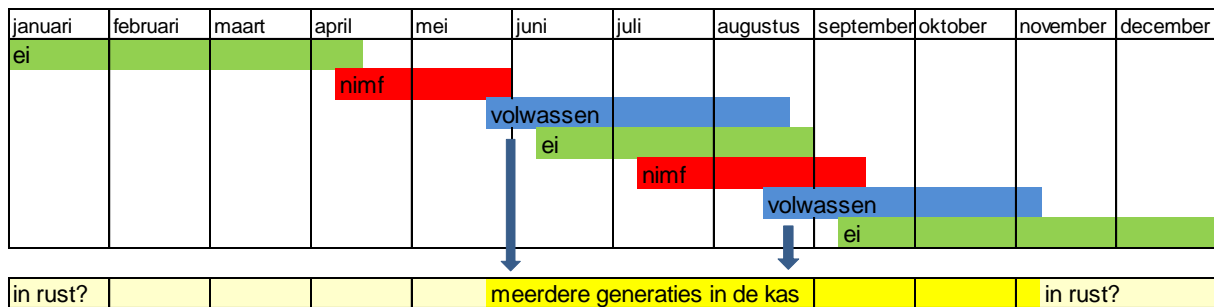 januari februari maart april mei juni juli augustus september oktober november december
ei
nimf
volwassen
ei
nimf
volwassen
ei
in rust? meerdere generaties in de kas in rust?